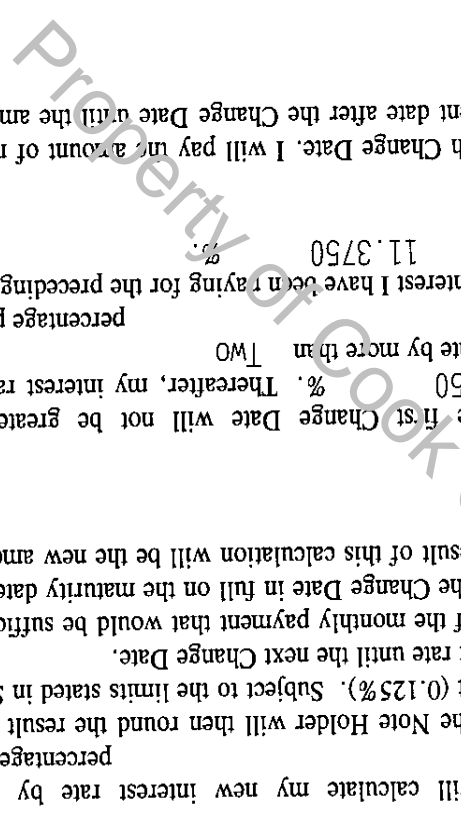 ill calculate my new interest rate by
percentage
he Note Holder will then round the result
t (0.125%). Subject to the limits stated in S
t rate until the next Change Date.
f the monthly payment that would be suffic
he Change Date in full on the maturity date
esult of this calculation will be the new amo
e first Change Date will not be greate
50 %. Thereafter, my interest ra
ate by more than TWO
percentage p
nterest I have been paying for the preceding
11.3750 %.
h Change Date. I will pay the amount of
ent date after the Change Date until the am
Property of Cook